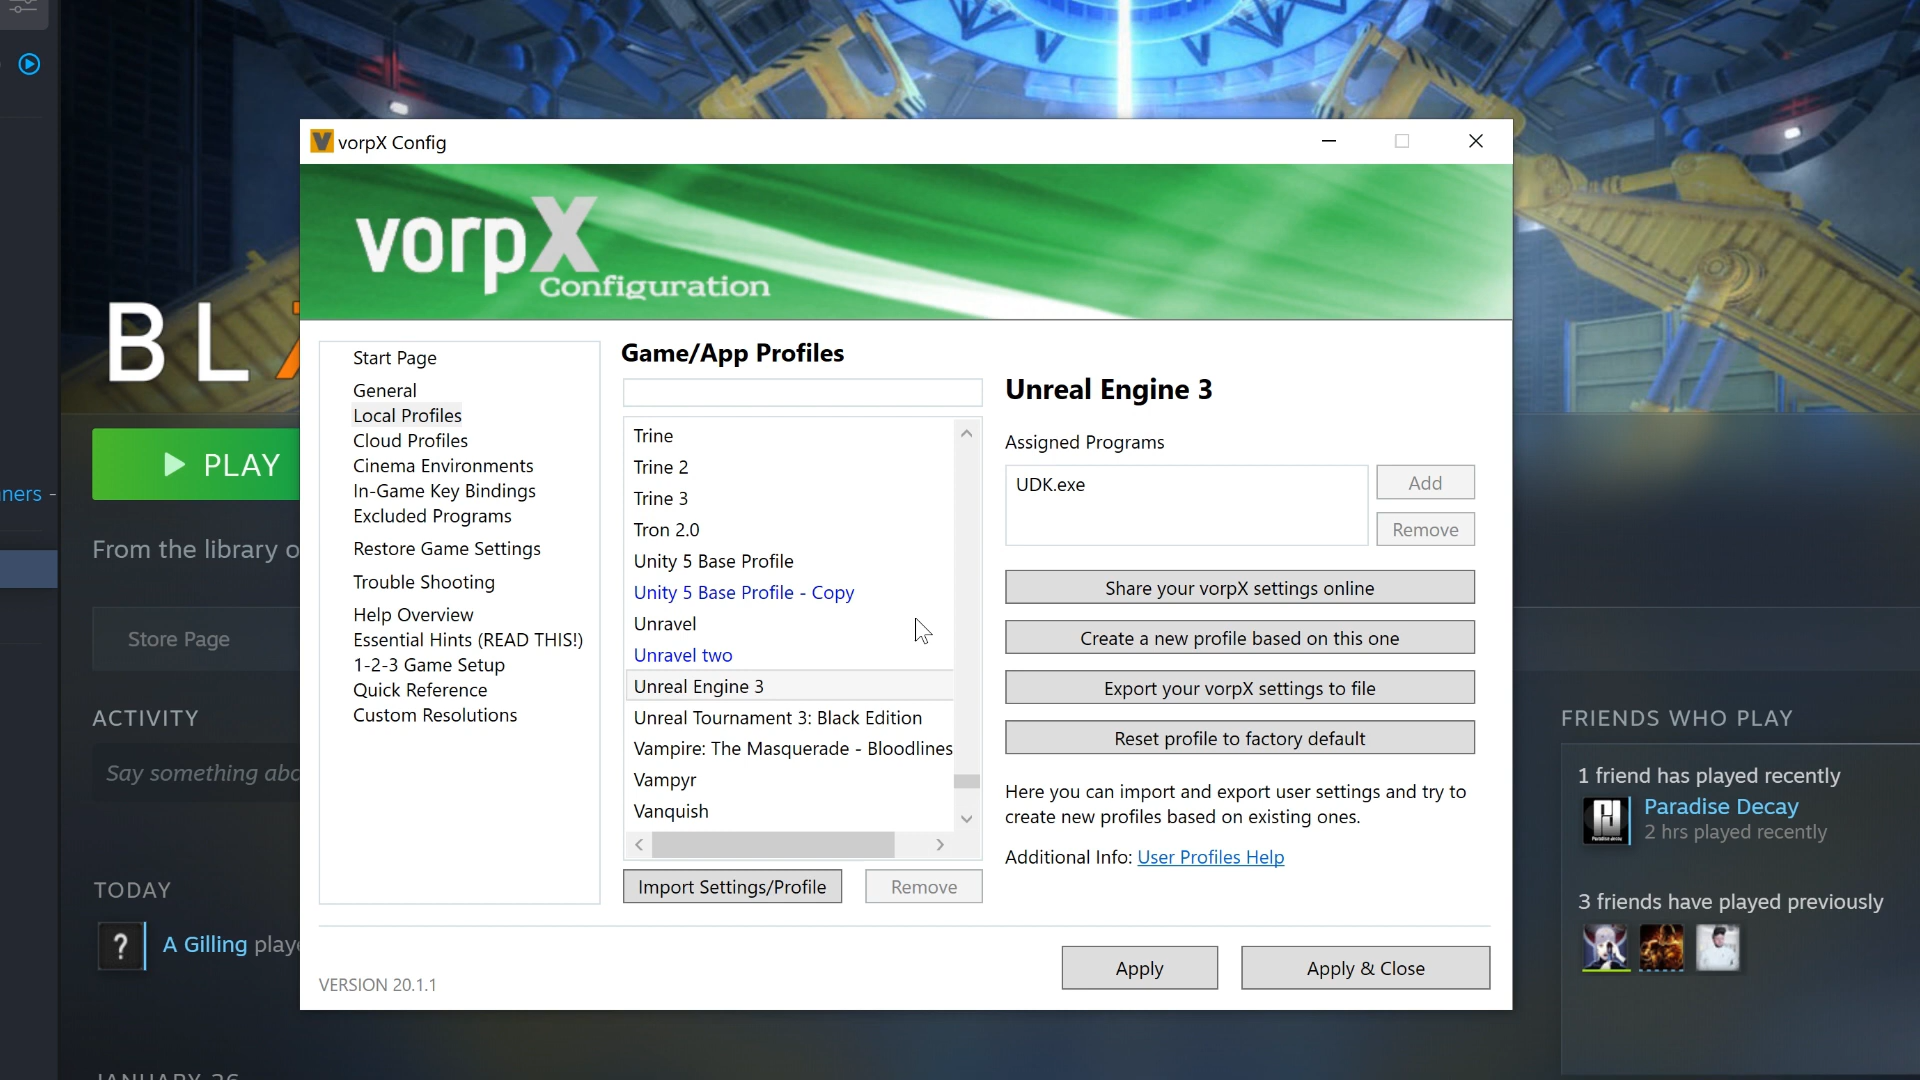 vorpX Config
vorpX
Configuration
BL
PLAY
ners -
From the library o
Store Page
ACTIVITY
Say something abo
TODAY
?
A Gilling playe
Start Page
General
Local Profiles
Cloud Profiles
Cinema Environments
In-Game Key Bindings
Excluded Programs
Restore Game Settings
Trouble Shooting
Help Overview
Essential Hints (READ THIS!)
1-2-3 Game Setup
Quick Reference
Custom Resolutions
VERSION 20.1.1
Game/App Profiles
Trine
Trine 2
Trine 3
Tron 2.0
Unity 5 Base Profile
Unity 5 Base Profile - Copy
Unravel
Unravel two
Unreal Engine 3
Unreal Tournament 3: Black Edition
Vampire: The Masquerade - Bloodlines
Vampyr
Vanquish
Import Settings/Profile
Remove
Unreal Engine 3
Assigned Programs
UDK.exe
Add
Remove
Share your vorpX settings online
Create a new profile based on this one
Export your vorpX settings to file
Reset profile to factory default
Here you can import and export user settings and try to
create new profiles based on existing ones.
Additional Info: User Profiles Help
Apply
Apply & Close
FRIENDS WHO PLAY
1 friend has played recently
Paradise Decay
2 hrs played recently
3 friends have played previously